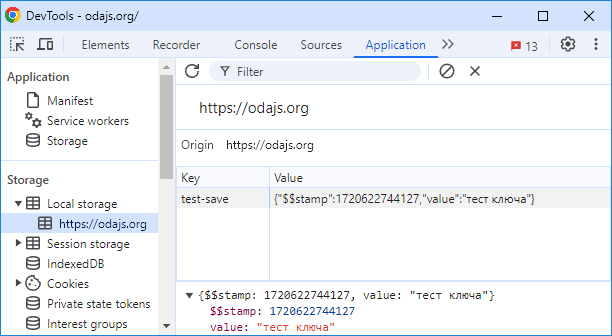 DevTools - odajs.org/
Elements Recorder Console Sources Application 13
Application
Manifest
Service workers
Storage
Storage
Local storage
https://odajs.org
Session storage
IndexedDB
Cookies
Private state tokens
Interest groups
Filter
https://odajs.org
Origin https://odajs.org
Key Value
test-save {"$$stamp":1720622744127,"value":"тест ключа"}
{$$stamp: 1720622744127, value: "тест ключа"}
$$stamp: 1720622744127
value: "тест ключа"